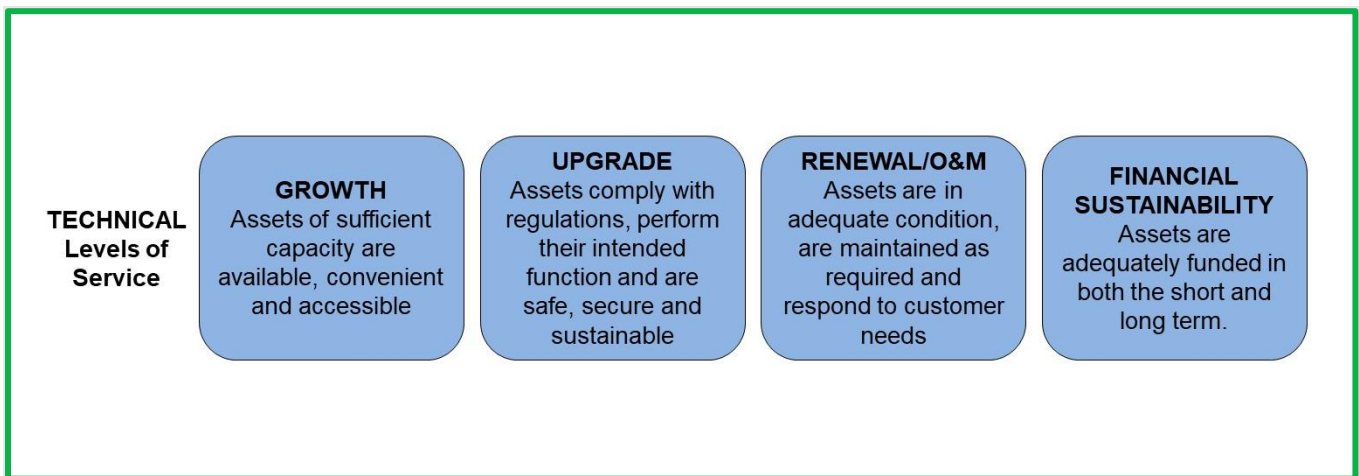 TECHNICAL
Levels of
Service
GROWTH
Assets of sufficient
capacity are
available, convenient
and accessible
UPGRADE
Assets comply with
regulations, perform
their intended
function and are
safe, secure and
sustainable
RENEWAL/O&M
Assets are in
adequate condition,
are maintained as
required and
respond to customer
needs
FINANCIAL
SUSTAINABILITY
Assets are
adequately funded in
both the short and
long term.